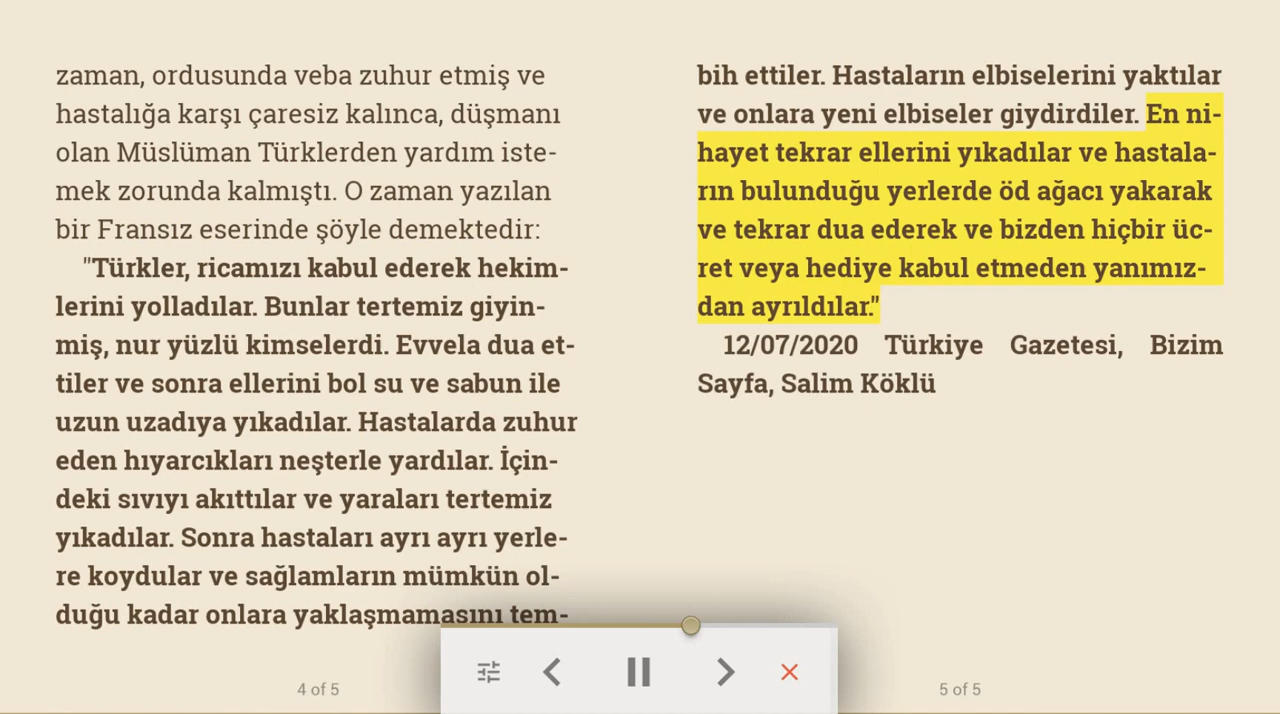 zaman, ordusunda veba zuhur etmiş ve
hastalığa karşı çaresiz kalınca, düşmanı
olan Müslüman Türklerden yardım iste-
mek zorunda kalmıştı. O zaman yazılan
bir Fransız eserinde şöyle demektedir:
"Türkler, ricamızı kabul ederek hekim-
lerini yolladılar. Bunlar tertemiz giyin-
miş, nur yüzlü kimselerdi. Evvela dua et-
tiler ve sonra ellerini bol su ve sabun ile
uzun uzadıya yıkadılar. Hastalarda zuhur
eden hıyarcıkları neşterle yardılar. İçin-
deki sıvıyı akıttılar ve yaraları tertemiz
yıkadılar. Sonra hastaları ayrı ayrı yerle-
re koydular ve sağlamların mümkün ol-
duğu kadar onlara yaklaşmamasını tem-
4 of 5
bih ettiler. Hastaların elbiselerini yaktılar
ve onlara yeni elbiseler giydirdiler. En ni-
hayet tekrar ellerini yıkadılar ve hastala-
rın bulunduğu yerlerde öd ağacı yakarak
ve tekrar dua ederek ve bizden hiçbir üc-
ret veya hediye kabul etmeden yanımız-
dan ayrıldılar."
12/07/2020 Türkiye Gazetesi, Bizim
Sayfa, Salim Köklü
5 of 5